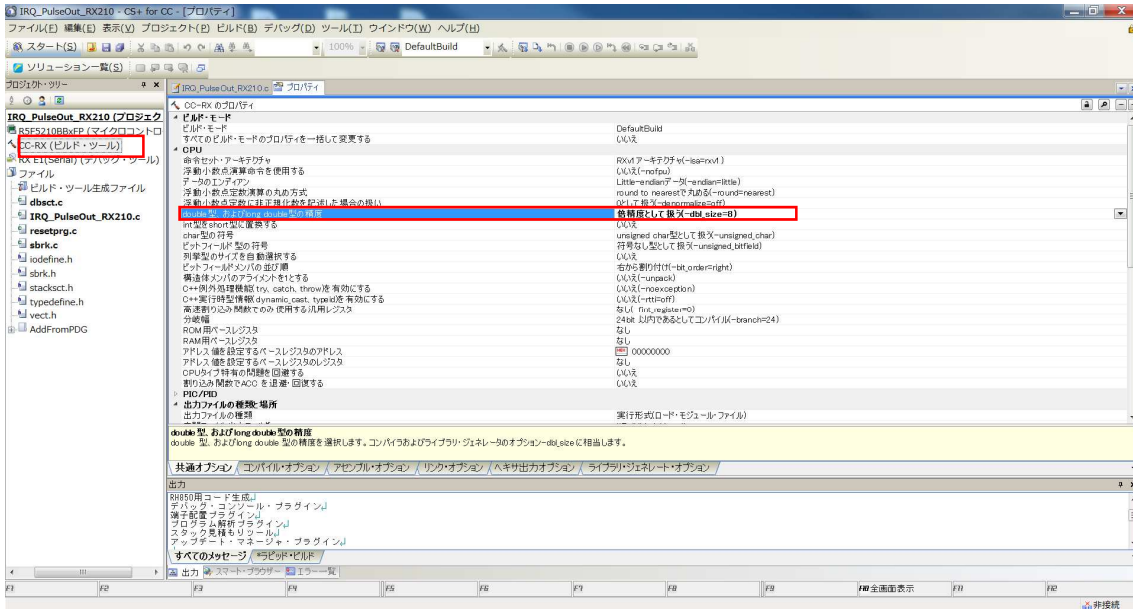 IRQ_PulseOut_RX210 - CS+ for CC - [プロパティ]
ファイル(F) 編集(E) 表示(V) プロジェクト(P) ビルド(B) デバッグ(D) ツール(T) ウインドウ(W) ヘルプ(H)
スタート(S) 100% DefaultBuild
ソリューション一覧(S)
プロジェクト・ツリー
IRQ_PulseOut_RX210 (プロジェク
R5F5210BBxFP (マイクロコントロ
CC-RX (ビルド・ツール)
RX E1(Serial) (デバッグ・ツール)
ファイル
ビルド・ツール生成ファイル
dbsct.c
IRQ_PulseOut_RX210.c
resetprg.c
sbrk.c
iodefine.h
sbrk.h
stacksct.h
typedefine.h
vect.h
AddFromPDG
IRQ_PulseOut_RX210.c プロパティ
CC-RX のプロパティ
ビルド・モード
ビルド・モード DefaultBuild
すべてのビルド・モードのプロパティを一括して変更する いいえ
CPU
命令セット・アーキテクチャ RXv1アーキテクチャ(-isa=rxv1 )
浮動小数点演算命令を使用する いいえ(-nofpu)
データのエンディアン Little-endianデータ(-endian=little)
浮動小数点定数演算の丸め方式 round to nearestで丸める(-round=nearest)
浮動小数点定数に非正規化数を記述した場合の扱い 0として扱う(-denormalize=off)
double型、およびlong double型の精度 倍精度として扱う(-dbl_size=8)
int型をshort型に置換する いいえ
char型の符号 unsigned char型として扱う(-unsigned_char)
ビットフィールド型の符号 符号なし型として扱う(-unsigned_bitfield)
列挙型のサイズを自動選択する いいえ
ビットフィールドメンバの並び順 右から割り付け(-bit_order=right)
構造体メンバのアライメントを1とする いいえ(-unpack)
C++例外処理機能(try, catch, throw)を有効にする いいえ(-noexception)
C++実行時型情報(dynamic_cast, typeid)を有効にする いいえ(-rtti=off)
高速割り込み関数でのみ使用する汎用レジスタ なし( fint_register=0)
分岐幅 24bit 以内であるとしてコンパイル(-branch=24)
ROM用ベースレジスタ なし
RAM用ベースレジスタ なし
アドレス値を設定するベースレジスタのアドレス 00000000
アドレス値を設定するベースレジスタのレジスタ なし
CPUタイプ特有の問題を回避する いいえ
割り込み関数でACC を退避・回復する いいえ
PIC/PID
出力ファイルの種類と場所
出力ファイルの種類 実行形式(ロード・モジュール・ファイル)
double 型、およびlong double 型の精度
double 型、およびlong double 型の精度を選択します。コンパイラおよびライブラリ・ジェネレータのオプション-dbl_size に相当します。
共通オプション コンパイル・オプション アセンブル・オプション リンク・オプション ヘキサ出力オプション ライブラリ・ジェネレート・オプション
出力
RH850用コード生成↲
デバッグ・コンソール・プラグイン↲
端子配置プラグイン↲
プログラム解析プラグイン↲
スタック見積もりツール↲
アップデート・マネージャ・プラグイン↲
すべてのメッセージ *ラピッド・ビルド
出力 スマート・ブラウザー エラー一覧
F1 F2 F3 F4 F5 F6 F7 F8 F9 F10 全画面表示 F11 F12
非接続